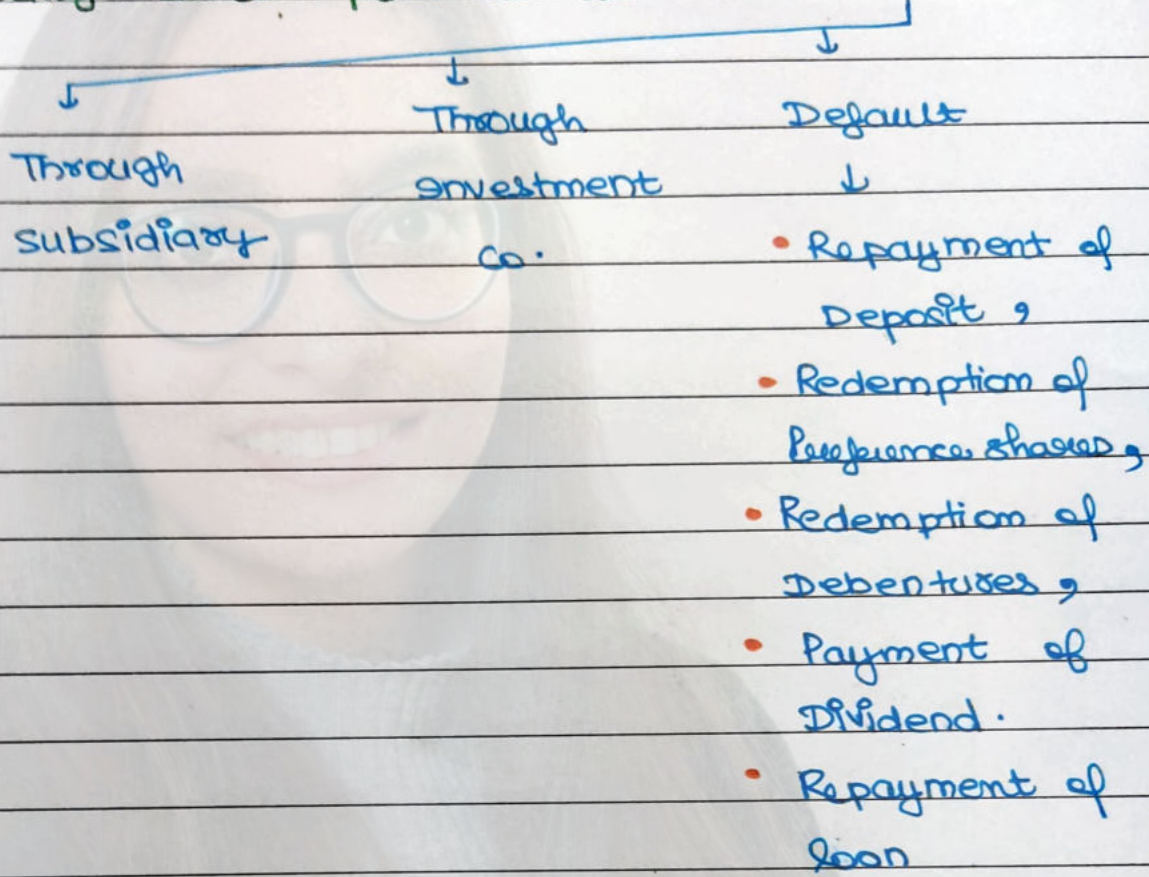 Through
subsidiary
Through
investment
Co.
Default
• Repayment of
Deposit,
• Redemption of
Preference shares,
• Redemption of
Debentures,
• Payment of
Dividend.
• Repayment of
loan